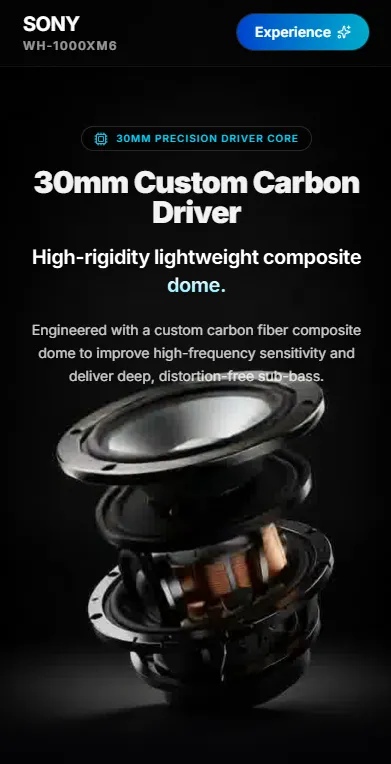 SONY
WH-1000XM6
Experience
30MM PRECISION DRIVER CORE
30mm Custom Carbon
Driver
High-rigidity lightweight composite
dome.
Engineered with a custom carbon fiber composite
dome to improve high-frequency sensitivity and
deliver deep, distortion-free sub-bass.